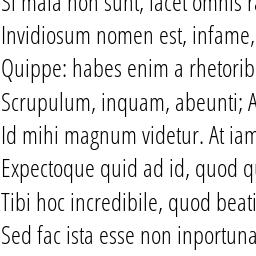 Si mala non sunt, iacet omnis ra
Invidiosum nomen est, infame,
Quippe: habes enim a rhetorib
Scrupulum, inquam, abeunti; A
Id mihi magnum videtur. At iam
Expectoque quid ad id, quod qu
Tibi hoc incredibile, quod beati
Sed fac ista esse non inportuna